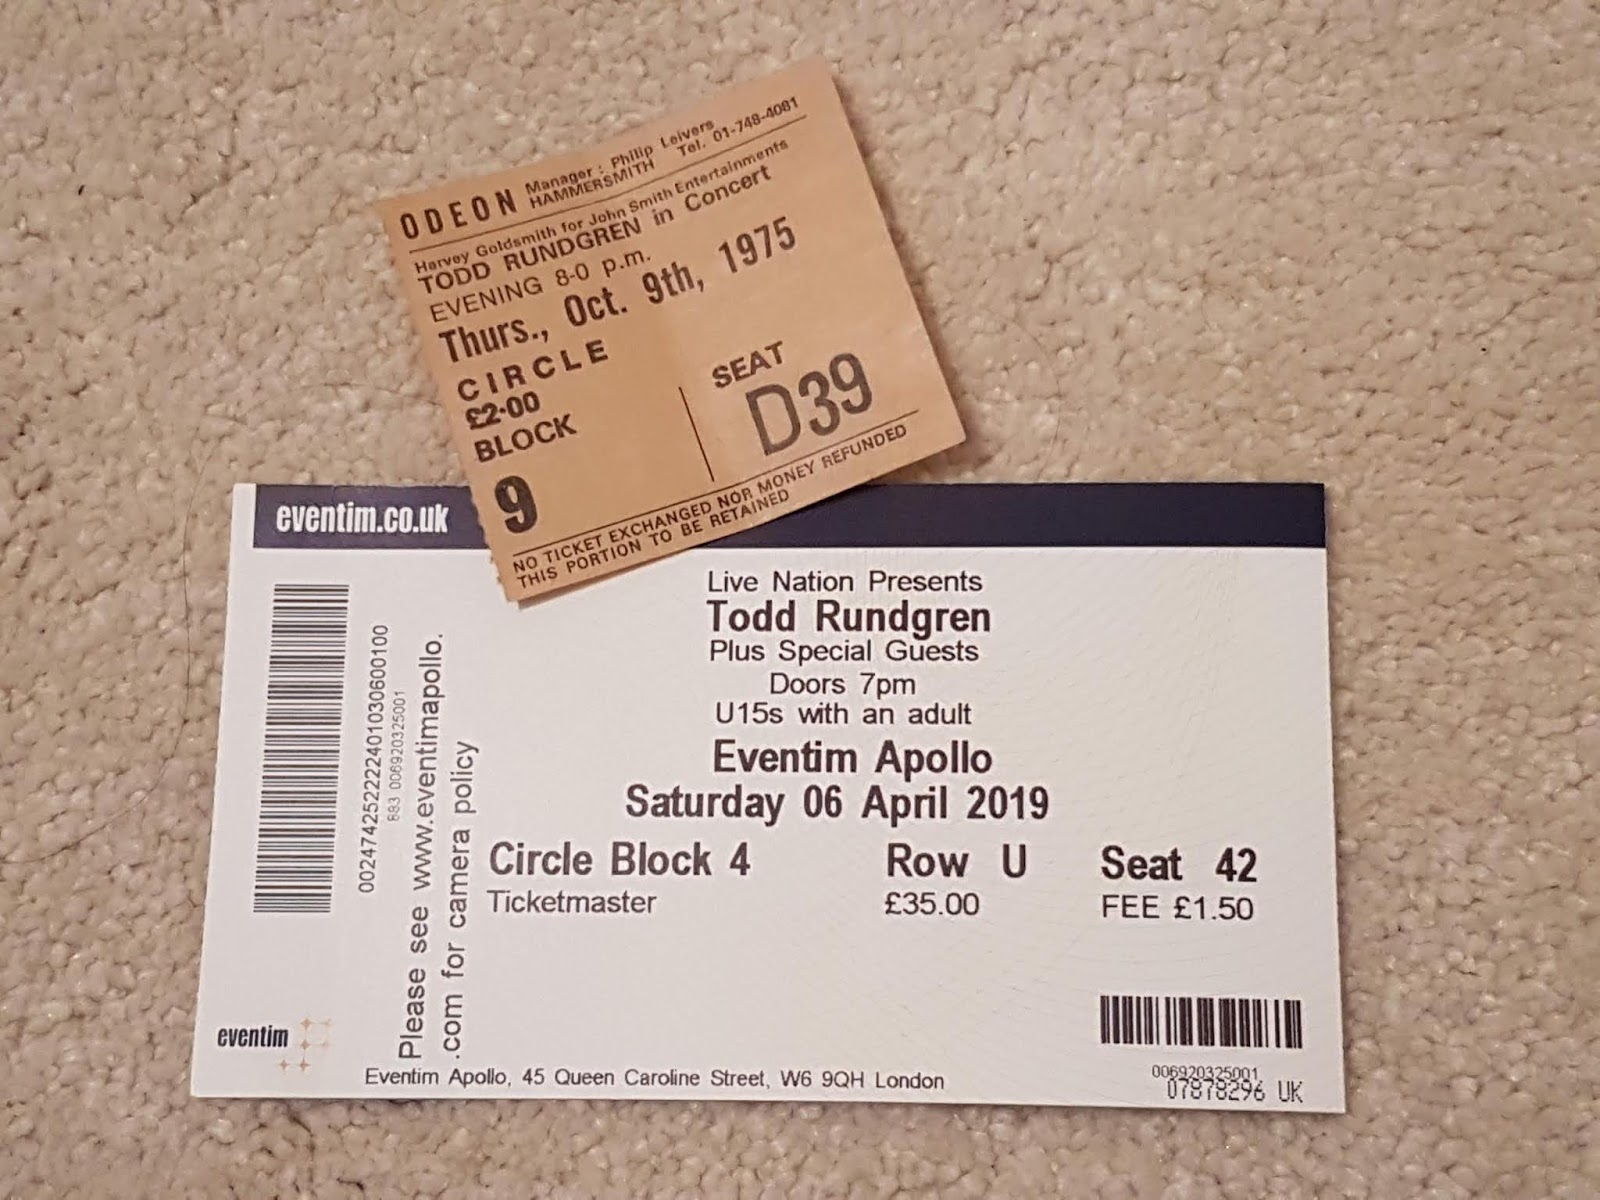 ODEON
Manager : Philip Leivers
HAMMERSMITH Tel. 01-748-4081
Harvey Goldsmith for John Smith Entertainments
TODD RUNDGREN in Concert
EVENING 8-0 p.m.
Thurs., Oct. 9th, 1975
CIRCLE
£2·00
BLOCK
9
SEAT
D39
NO TICKET EXCHANGED NOR MONEY REFUNDED
THIS PORTION TO BE RETAINED
eventim.co.uk
Live Nation Presents
Todd Rundgren
Plus Special Guests
Doors 7pm
U15s with an adult
Eventim Apollo
Saturday 06 April 2019
Circle Block 4 Row U Seat 42
Ticketmaster £35.00 FEE £1.50
002474252222401030600100
883 006920325001
Please see www.eventimapollo.
.com for camera policy
eventim
Eventim Apollo, 45 Queen Caroline Street, W6 9QH London
006920325001
07878296 UK